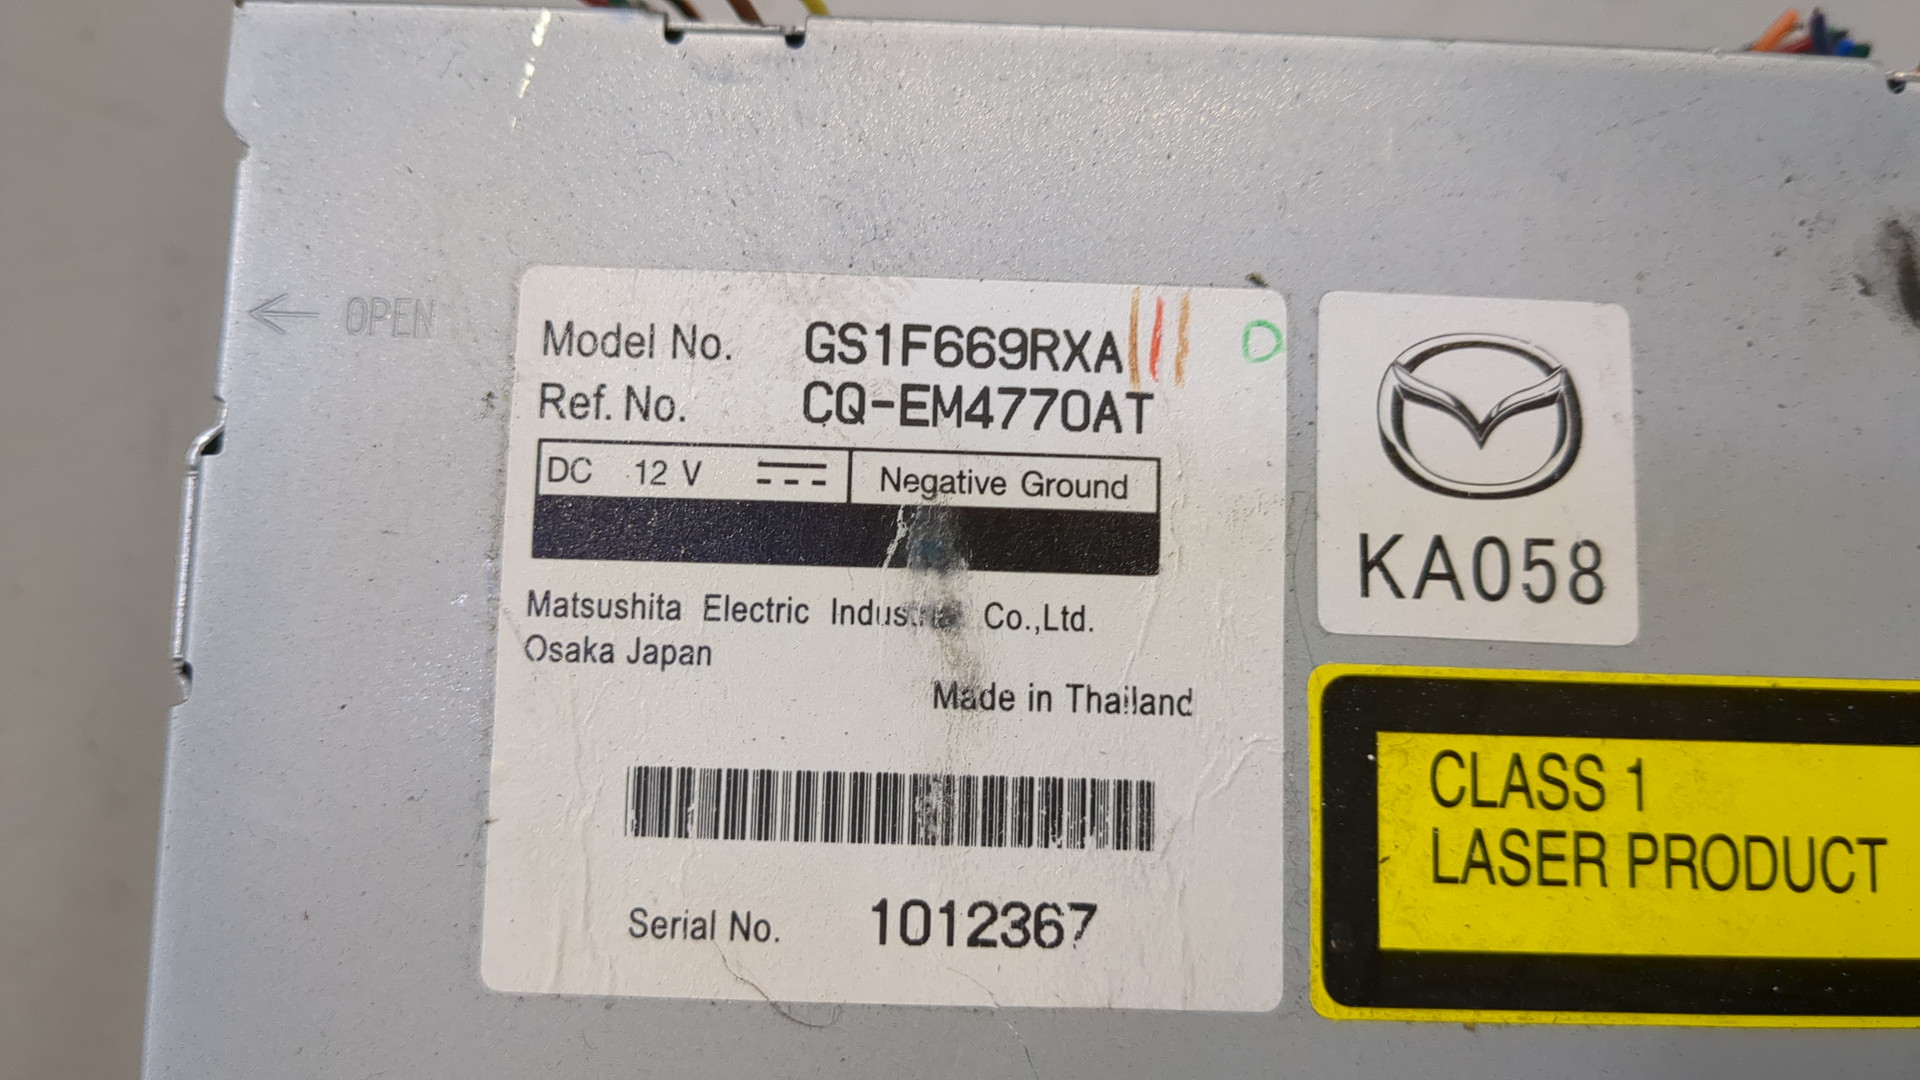 OPEN
Model No. GS1F669RXA
Ref. No. CQ-EM4770AT
DC 12 V Negative Ground
Matsushita Electric Industrial Co.,Ltd.
Osaka Japan
Made in Thailand
Serial No. 1012367
KA058
CLASS 1
LASER PRODUCT